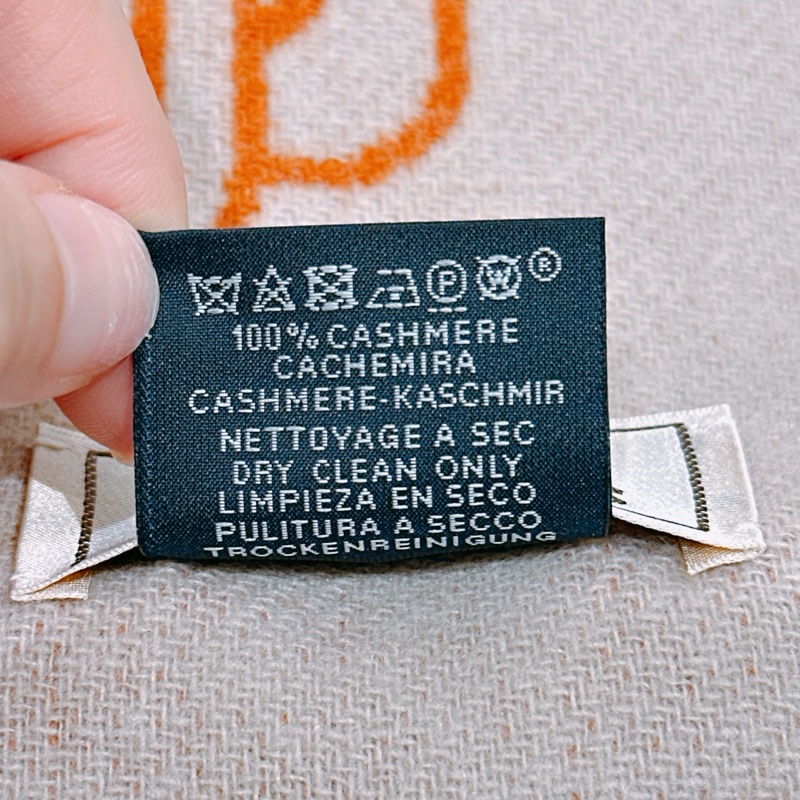 P W ®
100% CASHMERE
CACHEMIRA
CASHMERE-KASCHMIR
NETTOYAGE A SEC
DRY CLEAN ONLY
LIMPIEZA EN SECO
PULITURA A SECCO
TROCKENREINIGUNG